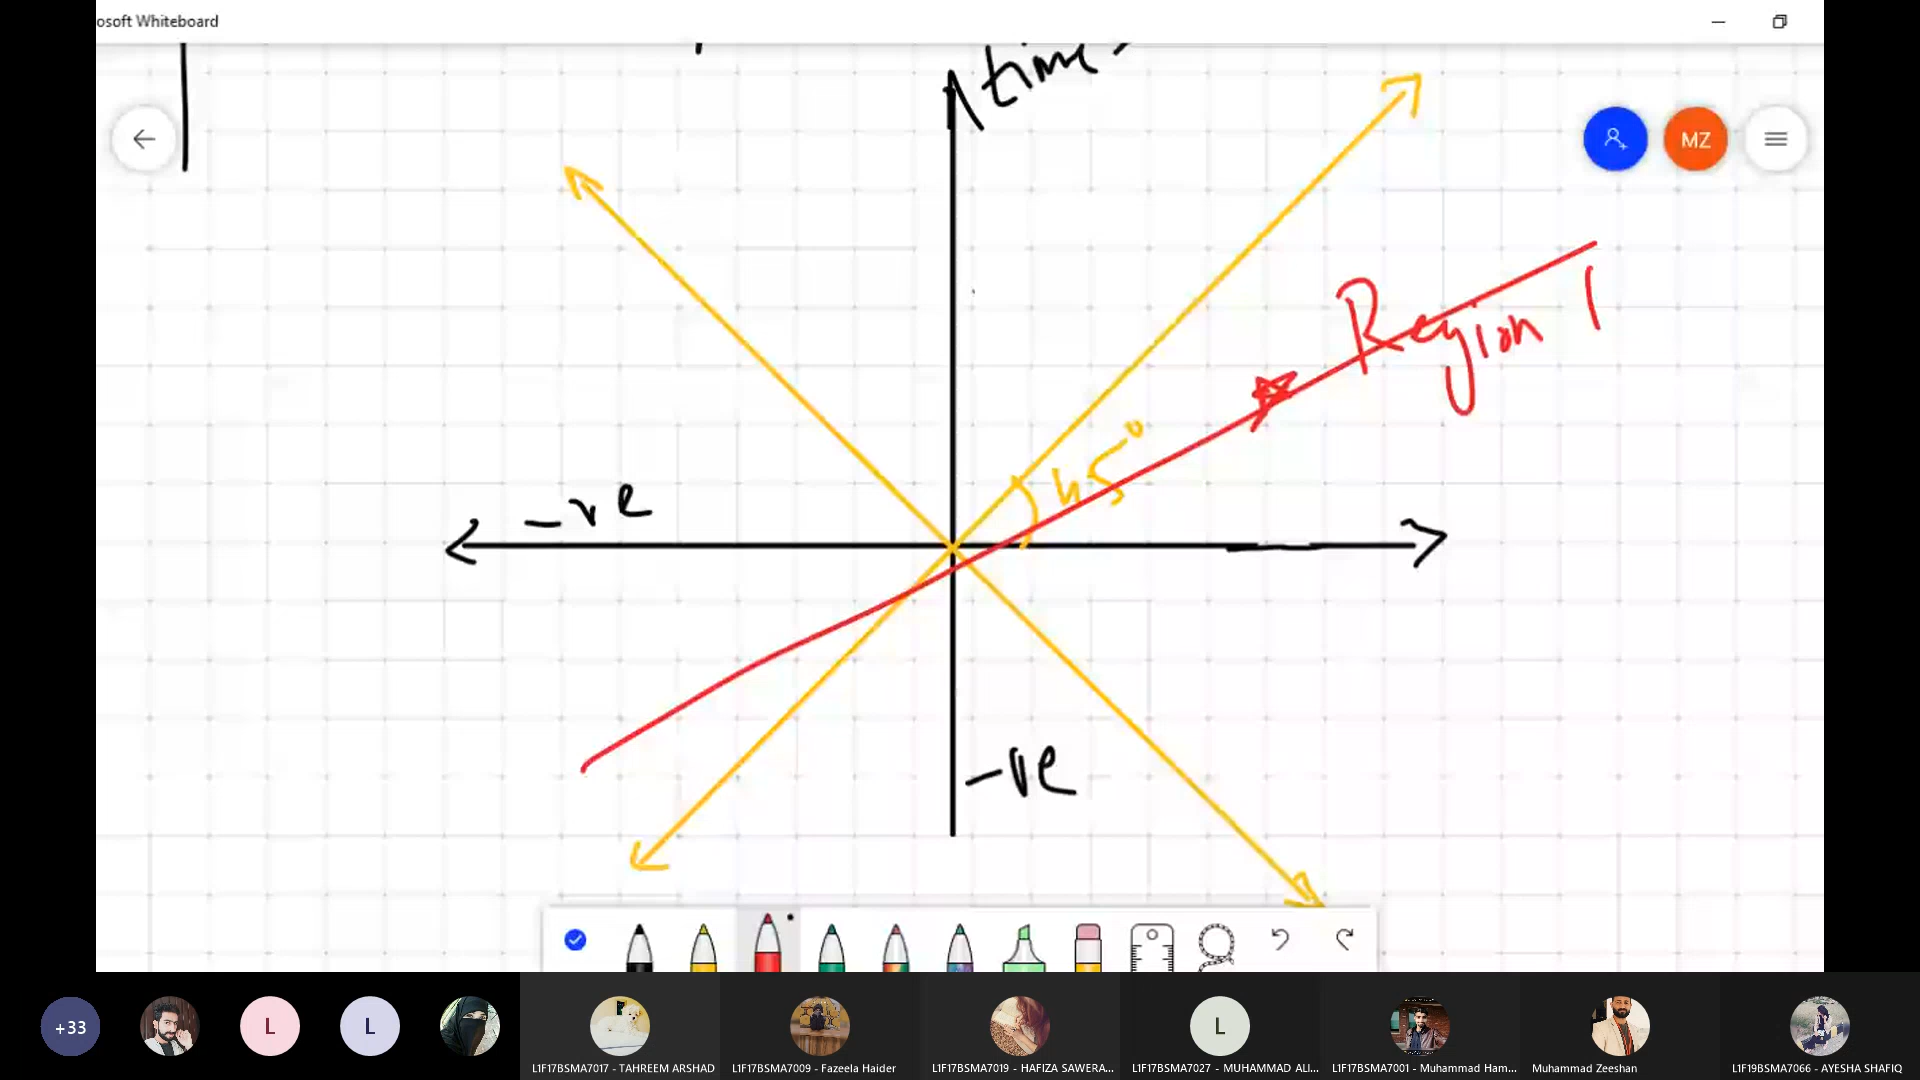 osoft Whiteboard
time
MZ
Region 1
45°
-ve
-ve
+33
L
L
L
L1F17BSMA7017 - TAHREEM ARSHAD
L1F17BSMA7009 - Fazeela Haider
L1F17BSMA7019 - HAFIZA SAWERA...
L1F17BSMA7027 - MUHAMMAD ALI...
L1F17BSMA7001 - Muhammad Ham...
Muhammad Zeeshan
L1F19BSMA7066 - AYESHA SHAFIQ